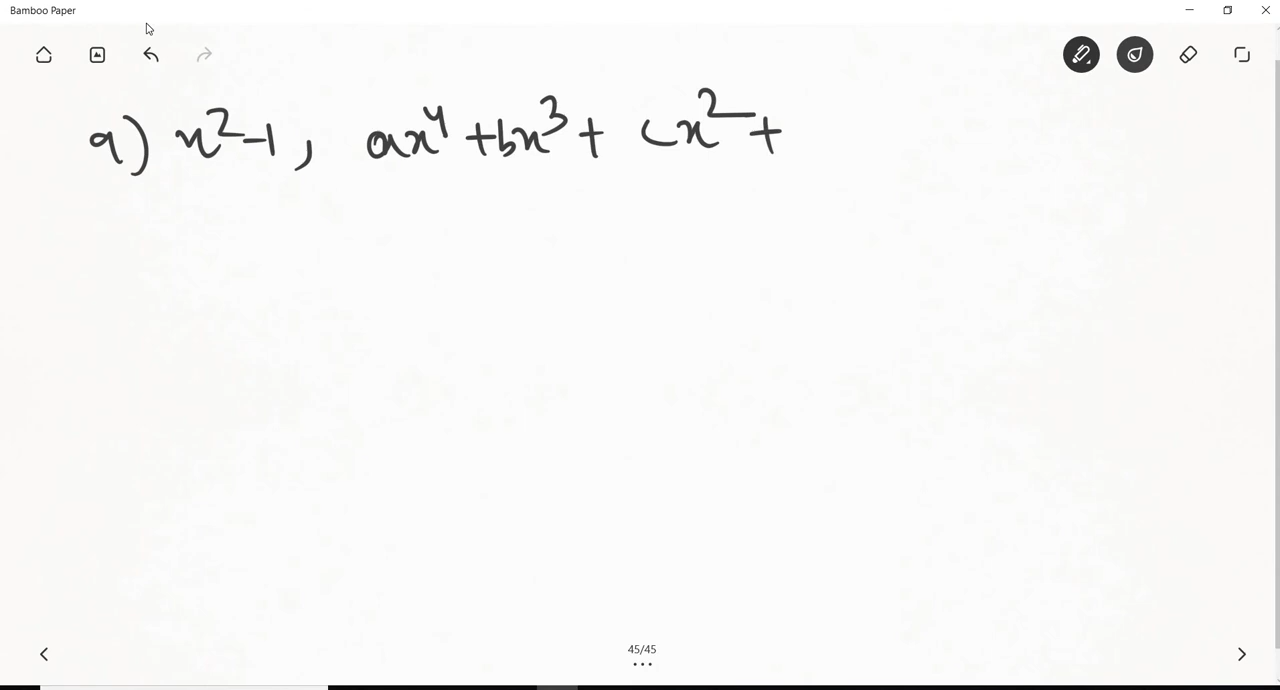 Bamboo Paper
9) x²-1, ax⁴ +bx³ + cx² +
45/45